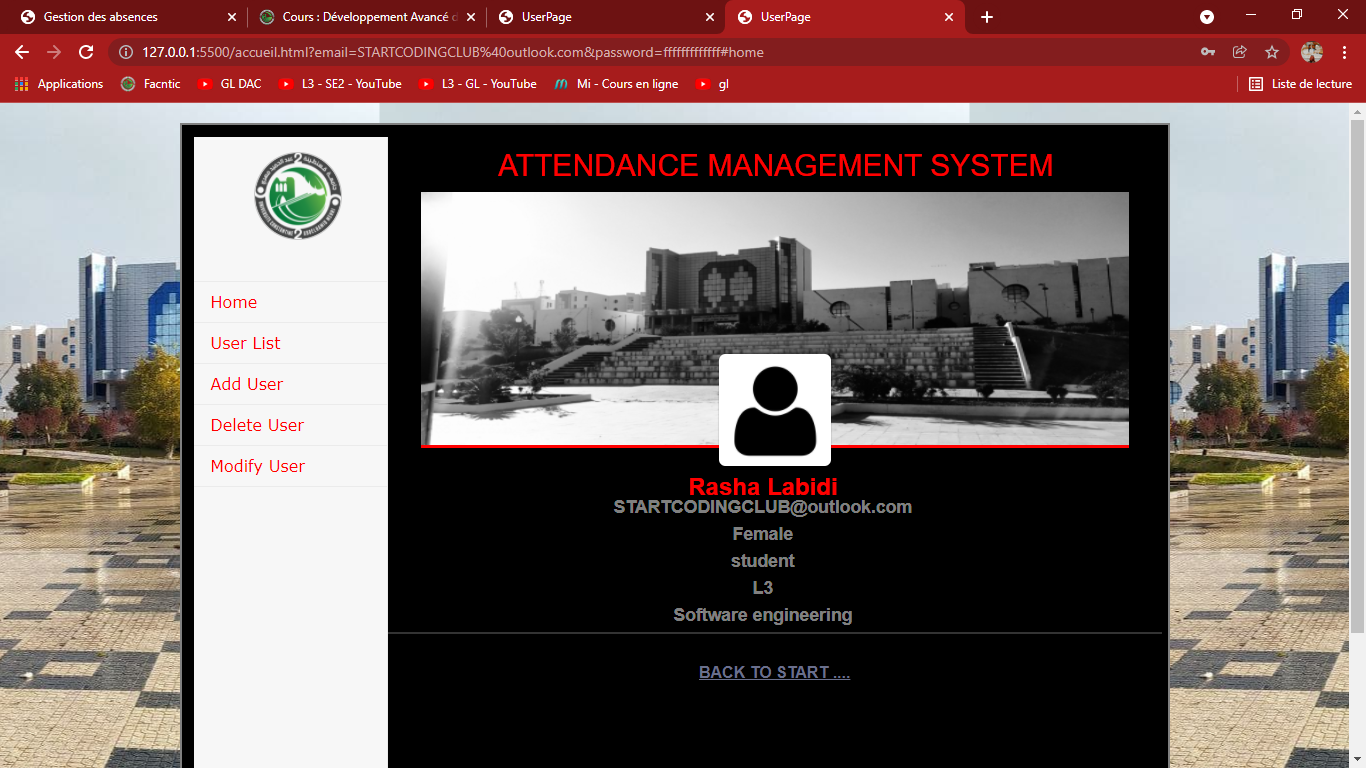 Gestion des absences
Cours : Développement Avancé d
UserPage
UserPage
127.0.0.1:5500/accueil.html?email=STARTCODINGCLUB%40outlook.com&password=fffffffffffff#home
Applications
Facntic
GL DAC
L3 - SE2 - YouTube
L3 - GL - YouTube
Mi - Cours en ligne
gl
Liste de lecture
ATTENDANCE MANAGEMENT SYSTEM
2
2
Home
User List
Add User
Delete User
Modify User
Rasha Labidi
STARTCODINGCLUB@outlook.com
Female
student
L3
Software engineering
BACK TO START ....